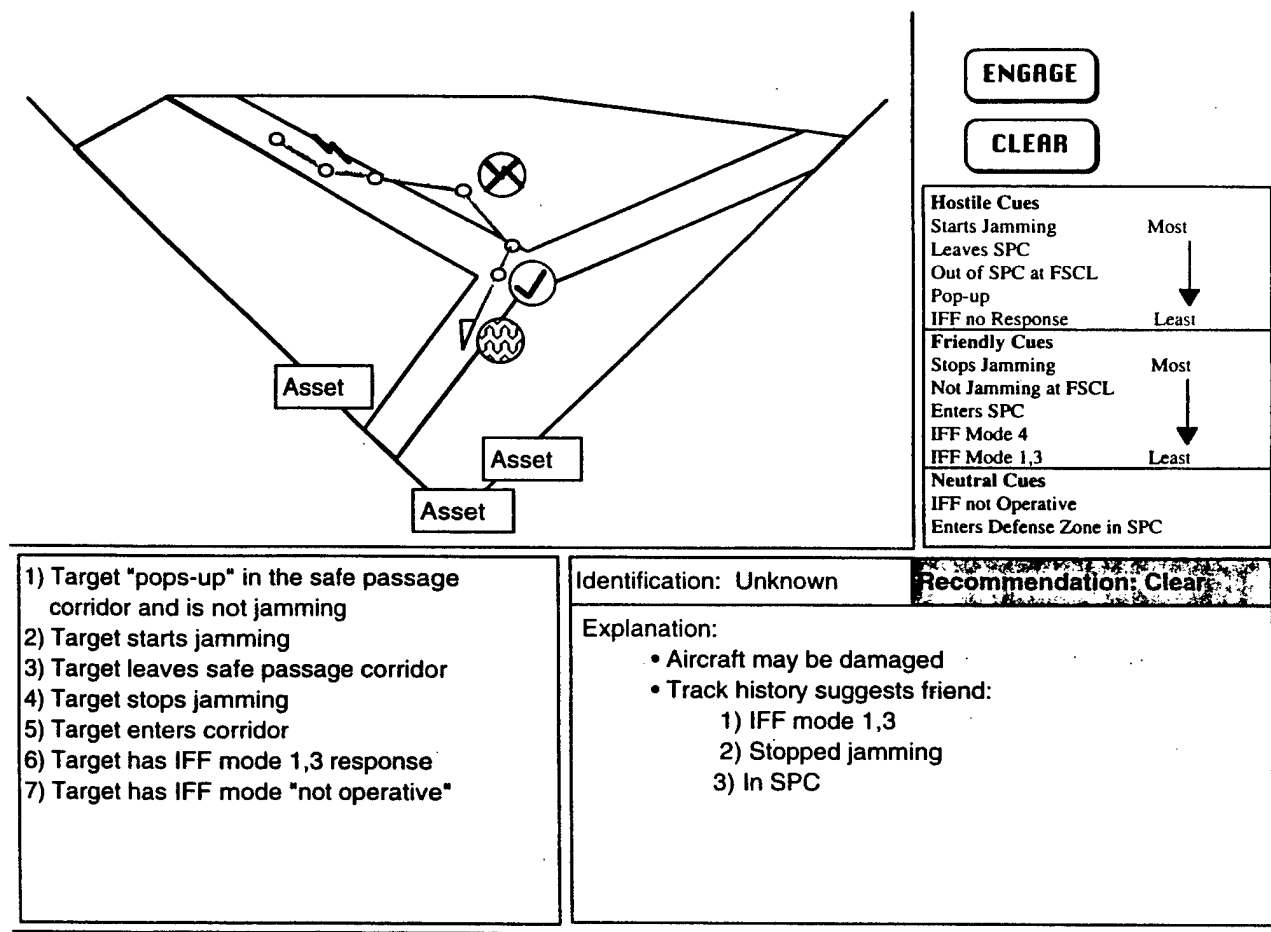 ENGAGE
CLEAR
Hostile Cues
Starts Jamming Most
Leaves SPC
Out of SPC at FSCL
Pop-up
IFF no Response Least
Friendly Cues
Stops Jamming Most
Not Jamming at FSCL
Enters SPC
IFF Mode 4
IFF Mode 1,3 Least
Neutral Cues
IFF not Operative
Enters Defense Zone in SPC
Asset
Asset
Asset
1) Target "pops-up" in the safe passage
corridor and is not jamming
2) Target starts jamming
3) Target leaves safe passage corridor
4) Target stops jamming
5) Target enters corridor
6) Target has IFF mode 1,3 response
7) Target has IFF mode "not operative"
Identification: Unknown
Recommendation: Clear
Explanation:
• Aircraft may be damaged
• Track history suggests friend:
1) IFF mode 1,3
2) Stopped jamming
3) In SPC